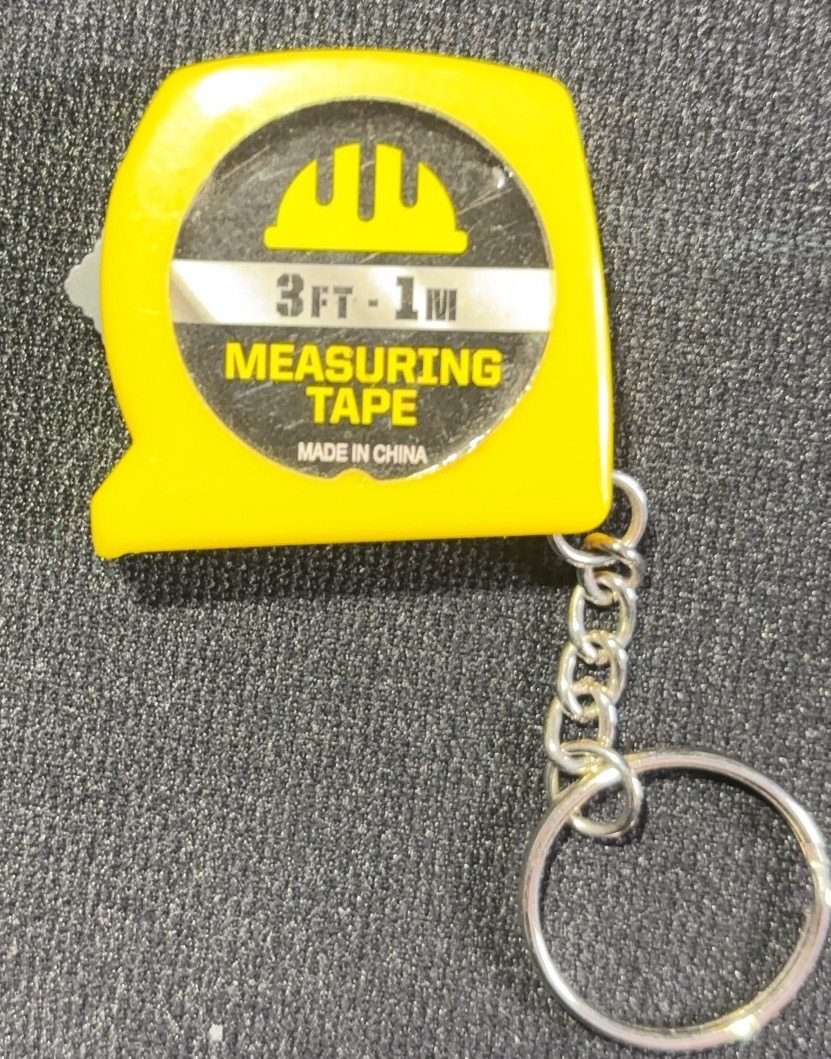 3FT - 1M
MEASURING
TAPE
MADE IN CHINA